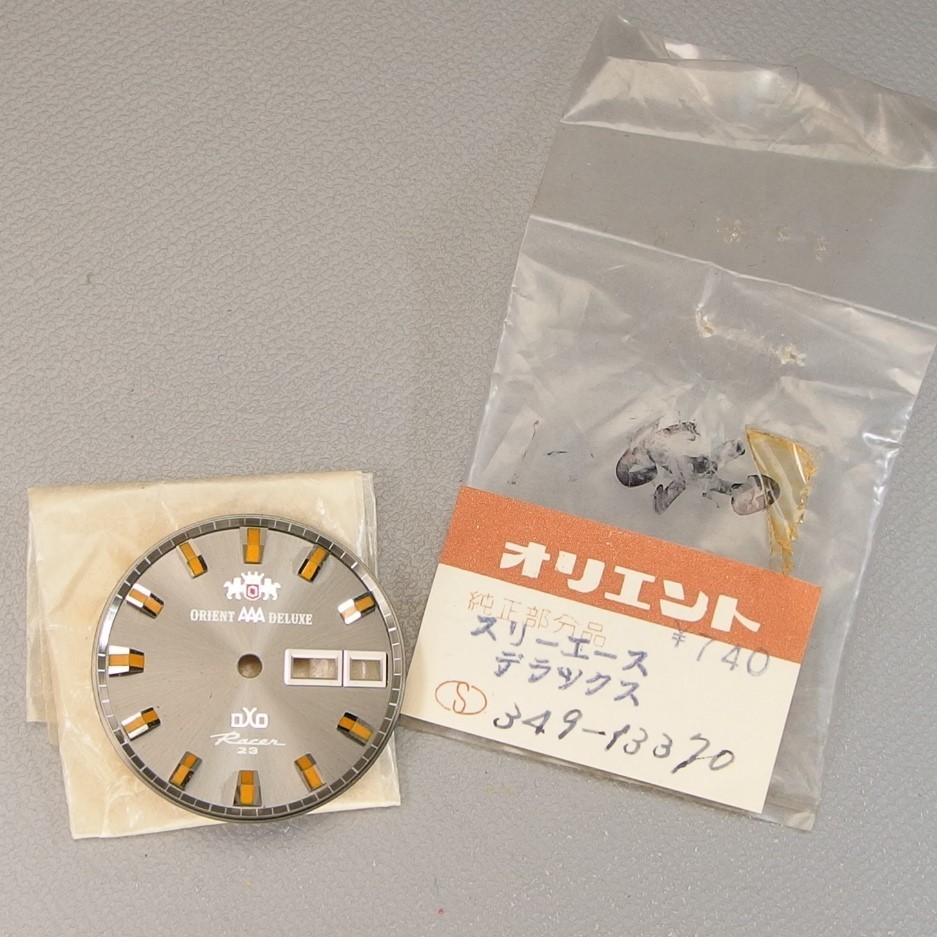 ORIENT AAA DELUXE
OXO
Racer
23
オリエント
純正部分品
¥740
スリーエース
デラックス
S
349-13370